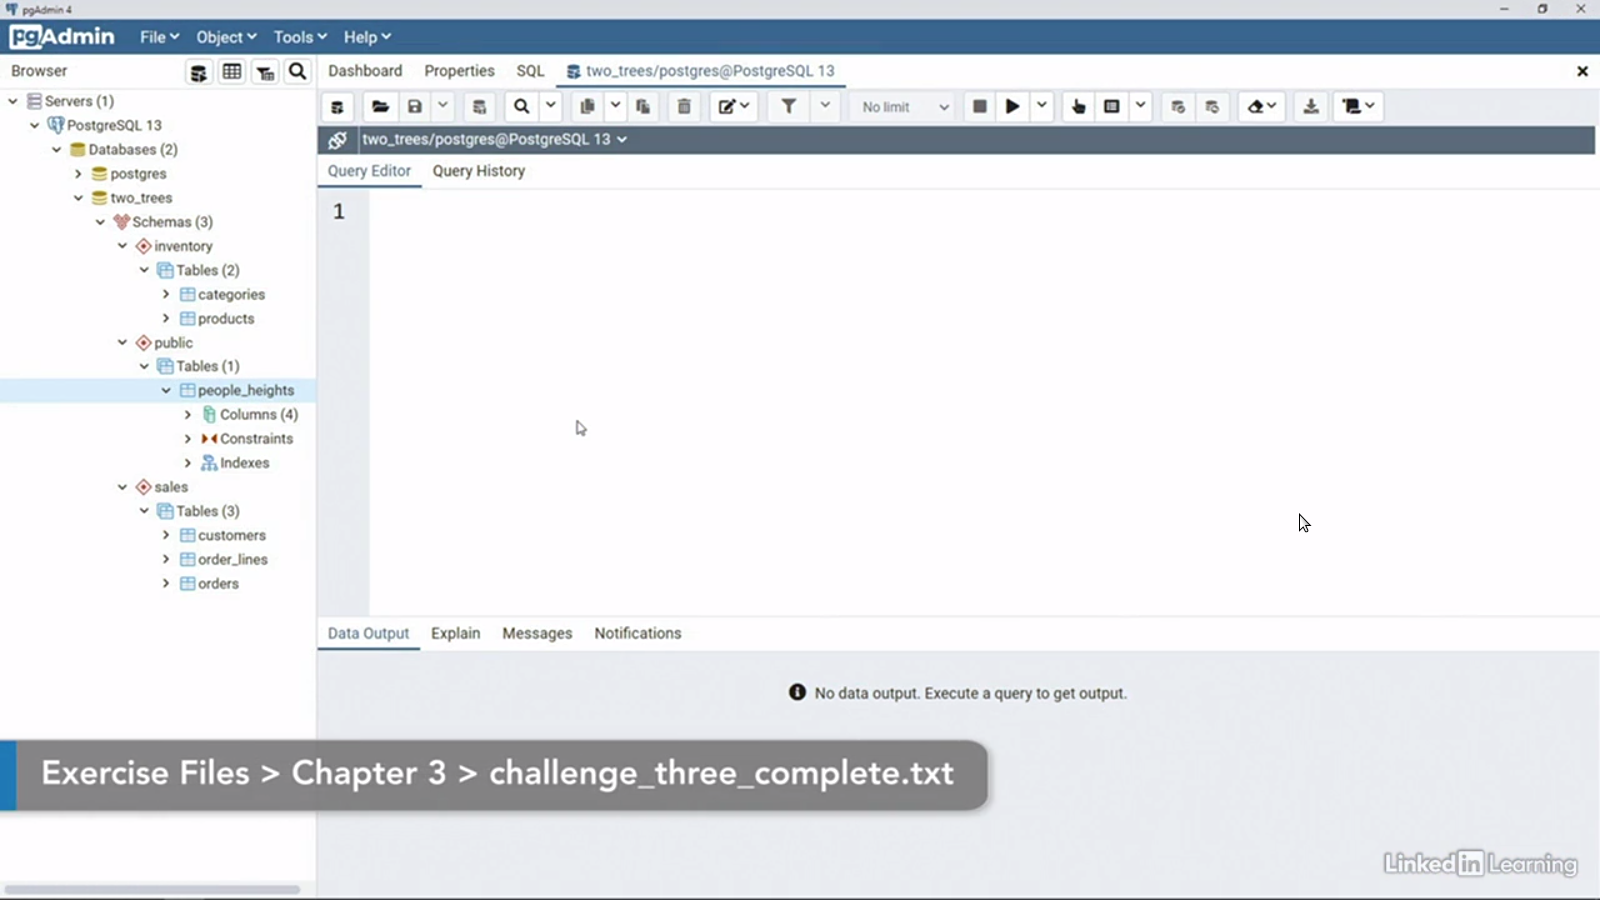 pgAdmin 4
pgAdmin File Object Tools Help
Browser
Dashboard Properties SQL two_trees/postgres@PostgreSQL 13
No limit
two_trees/postgres@PostgreSQL 13
Query Editor Query History
1
Servers (1)
PostgreSQL 13
Databases (2)
postgres
two_trees
Schemas (3)
inventory
Tables (2)
categories
products
public
Tables (1)
people_heights
Columns (4)
Constraints
Indexes
sales
Tables (3)
customers
order_lines
orders
Data Output Explain Messages Notifications
No data output. Execute a query to get output.
Exercise Files > Chapter 3 > challenge_three_complete.txt
Linked in Learning